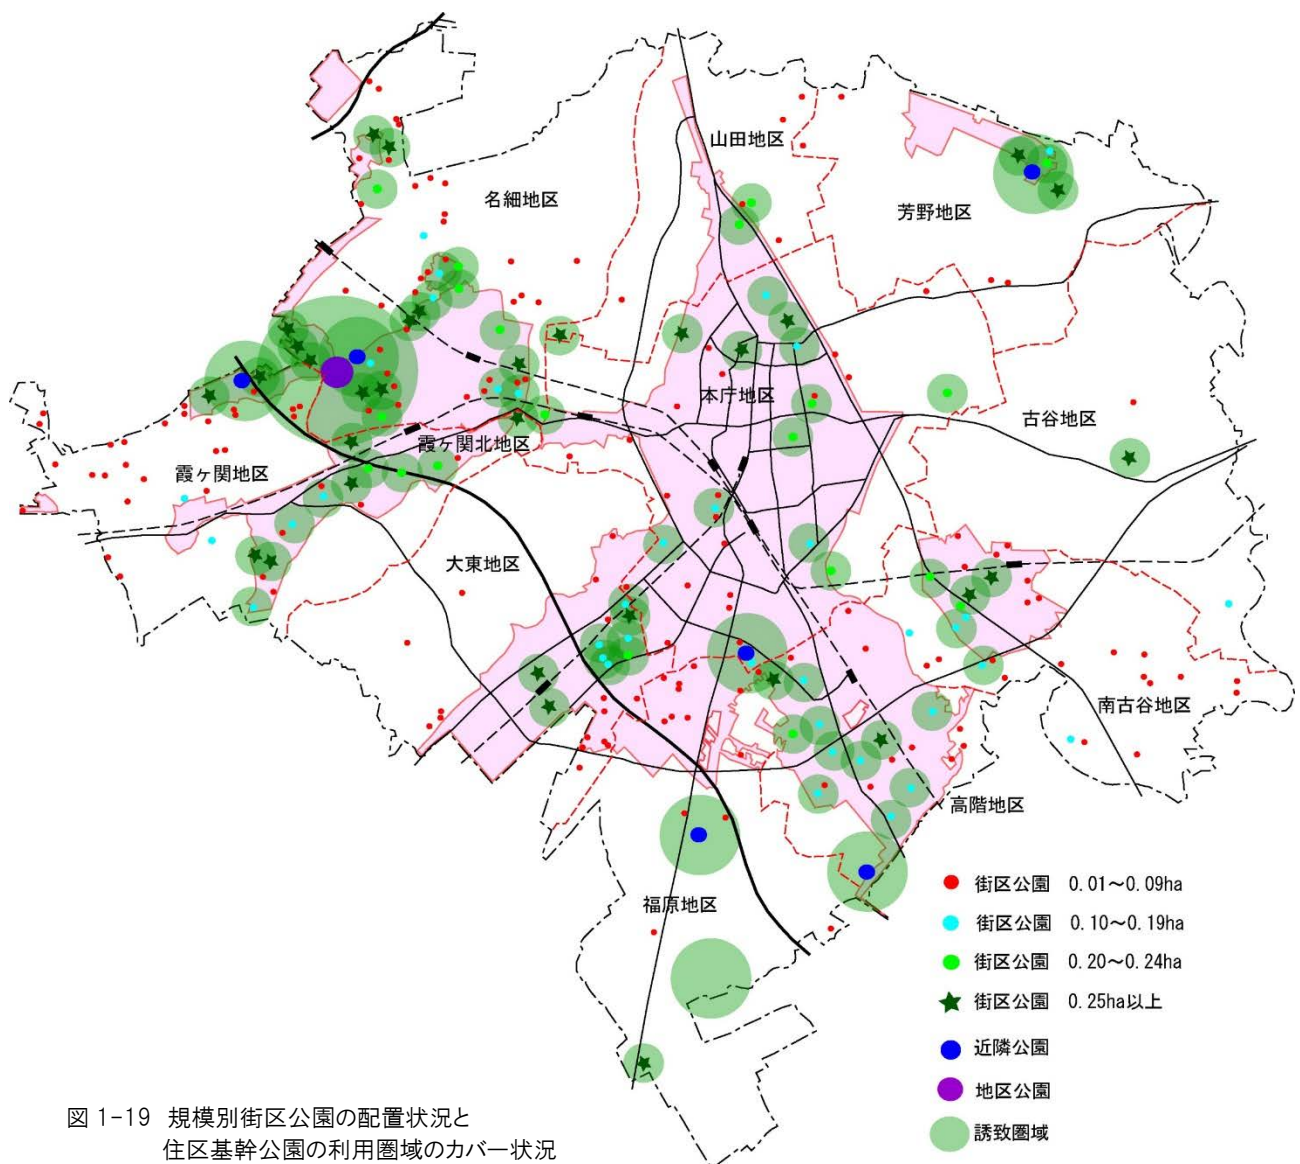 山田地区
名細地区
芳野地区
本庁地区
古谷地区
霞ヶ関北地区
霞ヶ関地区
大東地区
南古谷地区
高階地区
福原地区
街区公園 0.01～0.09ha
街区公園 0.10～0.19ha
街区公園 0.20～0.24ha
街区公園 0.25ha以上
近隣公園
地区公園
誘致圏域
図 1-19 規模別街区公園の配置状況と
住区基幹公園の利用圏域のカバー状況